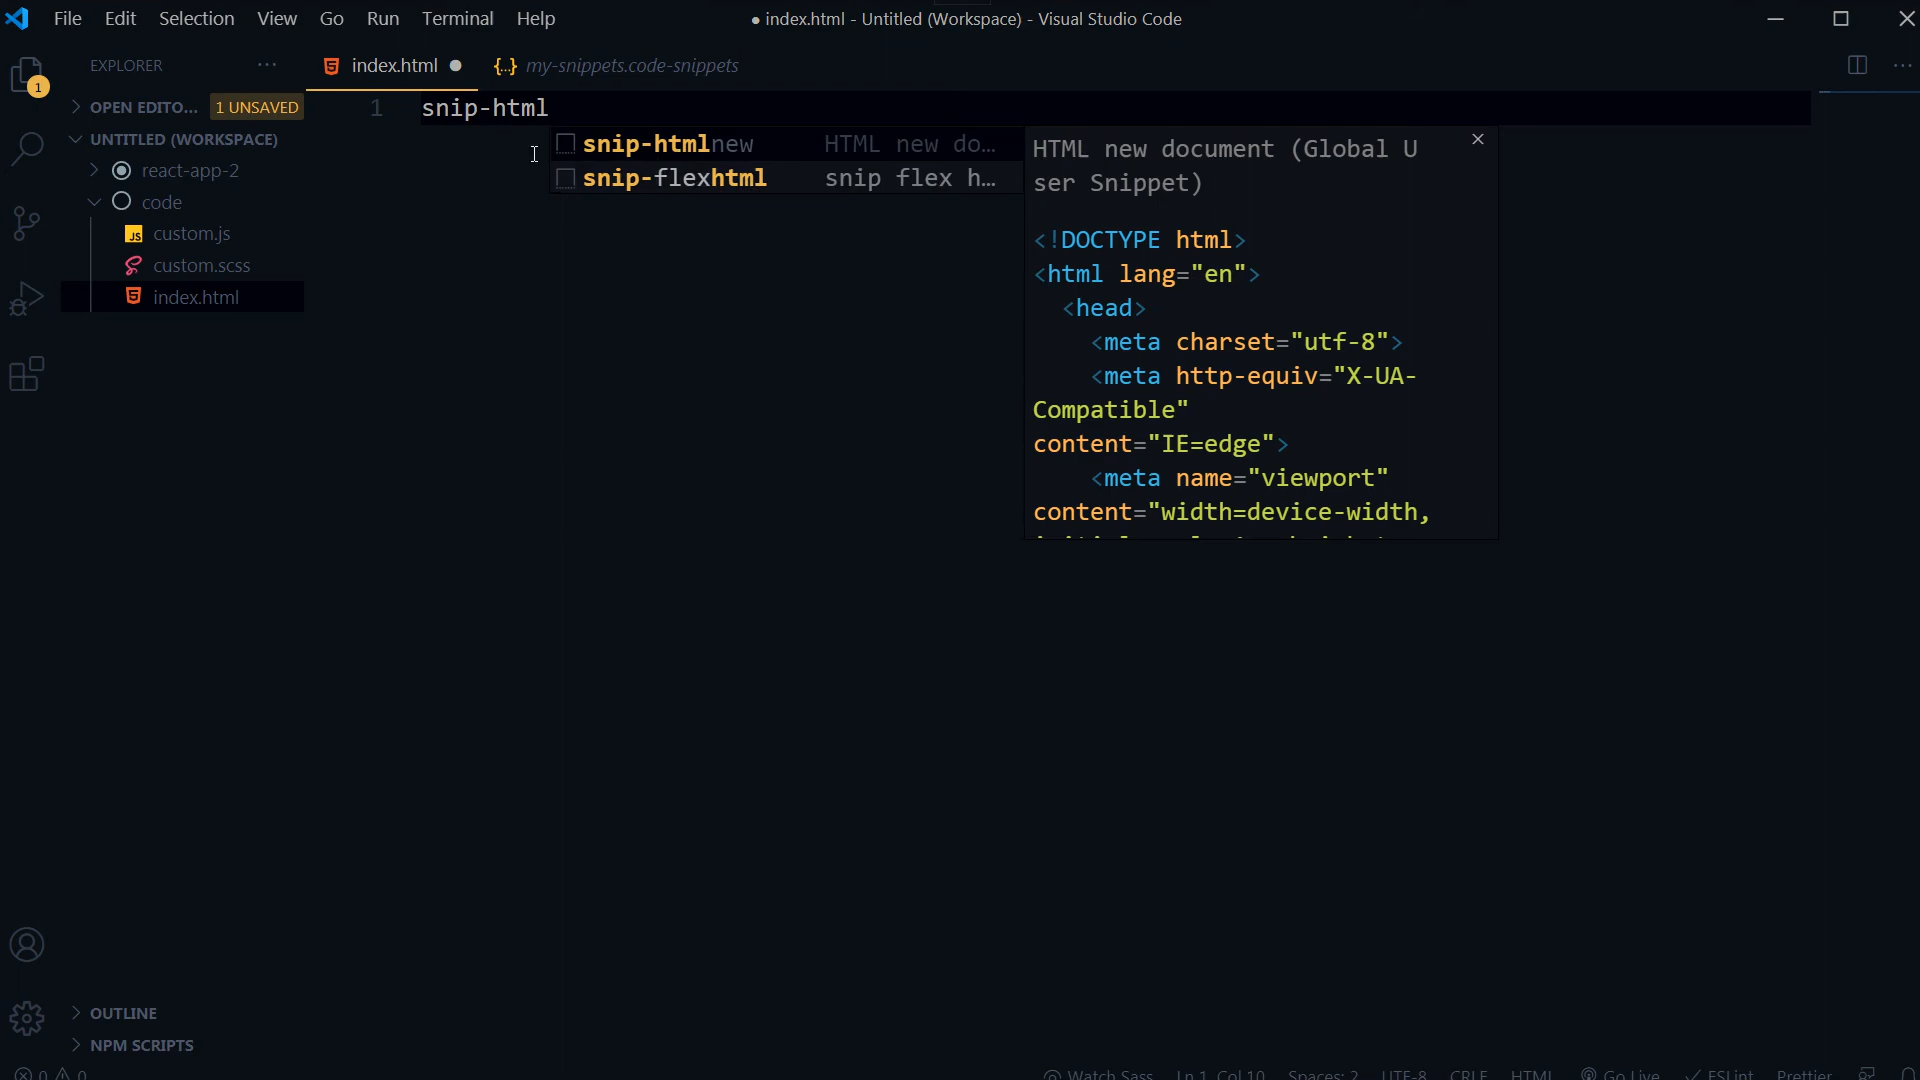 File Edit Selection View Go Run Terminal Help
● index.html - Untitled (Workspace) - Visual Studio Code
1
EXPLORER ...
index.html ●
{..} my-snippets.code-snippets
OPEN EDITO... 1 UNSAVED
UNTITLED (WORKSPACE)
react-app-2
code
JS custom.js
custom.scss
index.html
1 snip-html
snip-htmlnew HTML new do...
snip-flexhtml snip flex h...
HTML new document (Global U
ser Snippet)
<!DOCTYPE html>
<html lang="en">
<head>
<meta charset="utf-8">
<meta http-equiv="X-UA-
Compatible"
content="IE=edge">
<meta name="viewport"
content="width=device-width,
OUTLINE
NPM SCRIPTS
0 0
Watch Sass Ln 1, Col 10 Spaces: 2 UTF-8 CRLF HTML Go Live ESLint Prettier